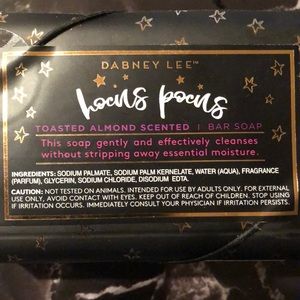 DABNEY LEE™
hocus pocus
TOASTED ALMOND SCENTED | BAR SOAP
This soap gently and effectively cleanses
without stripping away essential moisture.
INGREDIENTS: SODIUM PALMATE, SODIUM PALM KERNELATE, WATER (AQUA), FRAGRANCE
(PARFUM), GLYCERIN, SODIUM CHLORIDE, DISODIUM EDTA.
CAUTION: NOT TESTED ON ANIMALS. INTENDED FOR USE BY ADULTS ONLY. FOR EXTERNAL
USE ONLY, AVOID CONTACT WITH EYES. KEEP OUT OF REACH OF CHILDREN. STOP USING
IF IRRITATION OCCURS. IMMEDIATELY CONSULT YOUR PHYSICIAN IF IRRITATION PERSISTS.